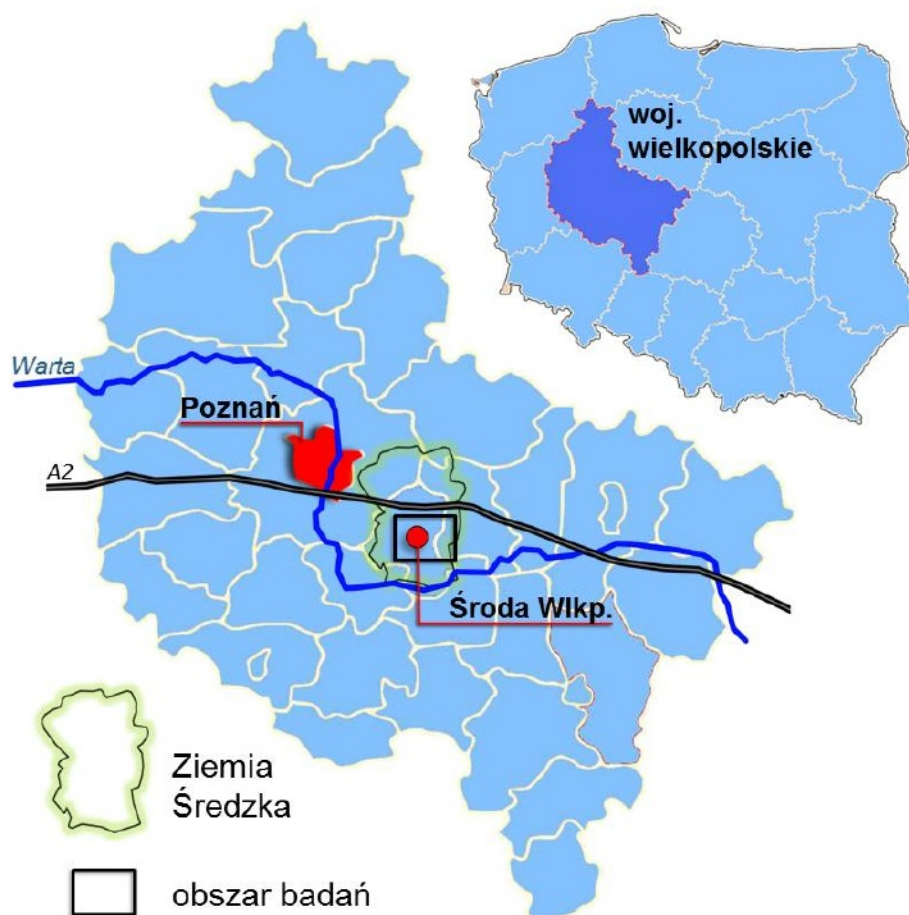 woj.
wielkopolskie
Warta
Poznań
A2
Środa Wlkp.
Ziemia
Średzka
obszar badań